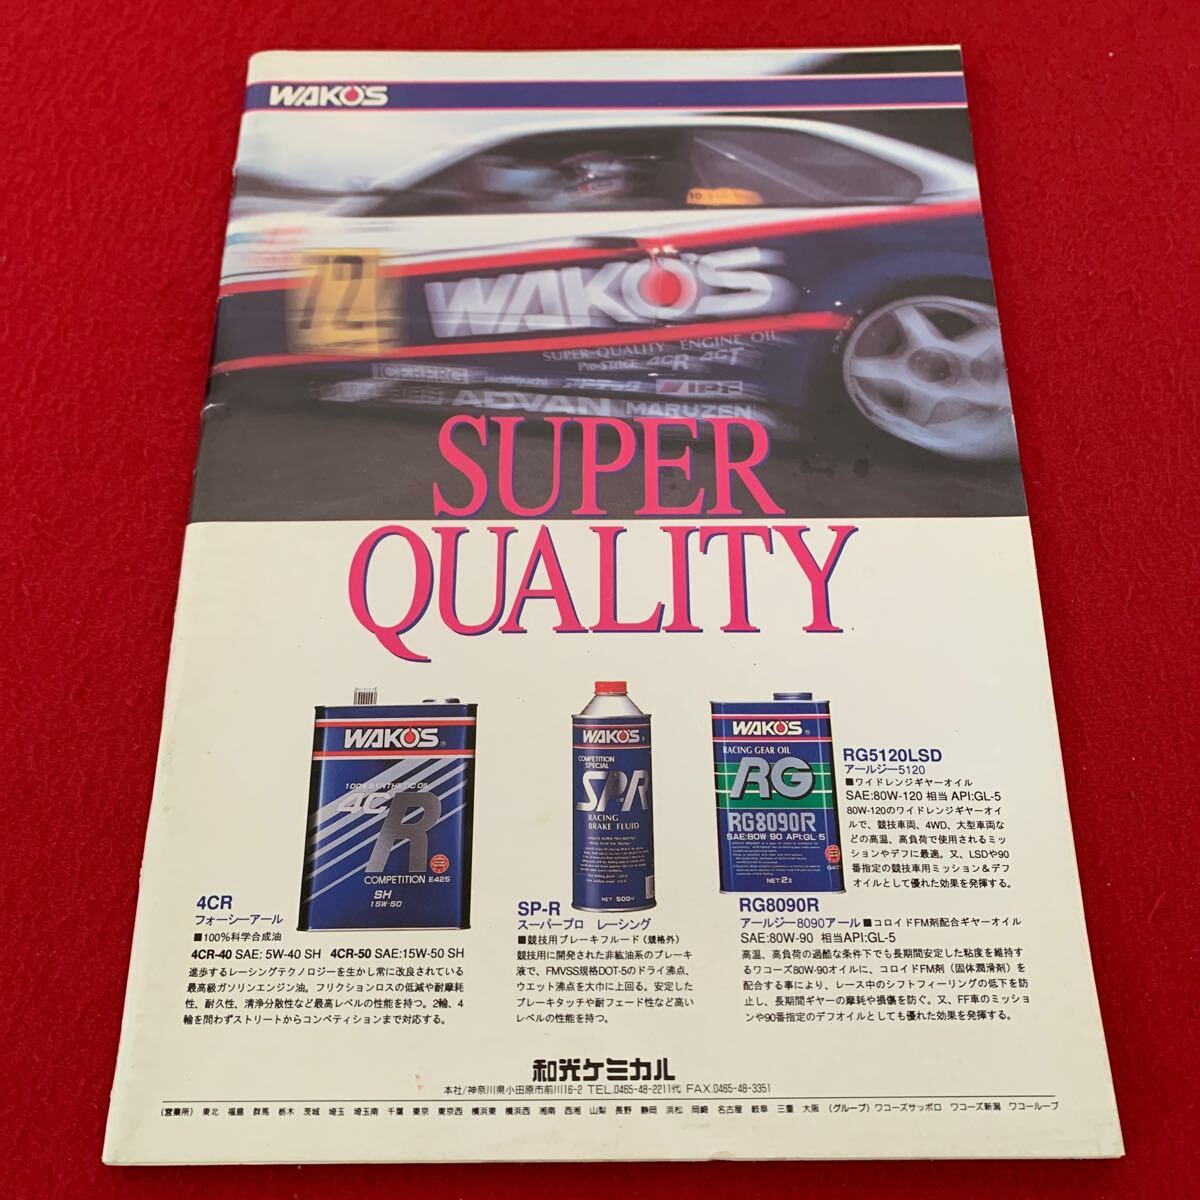 WAKO'S
72
WAKO'S
SUPER-QUALITY ENGINE OIL
Pro-STAGE 4CR 4CT
ICEBERG アドテック IPF
ADVAN MARUZEN
SUPER
QUALITY
WAKO'S
100% SYNTHETIC OIL
4CR
COMPETITION E425
SH
15W-50
WAKO'S
COMPETITION
SPECIAL
SP-R
RACING
BRAKE FLUID
NET 500ml
WAKO'S
RACING GEAR OIL
RG
RG8090R
SAE:80W-90 API:GL-5
NET:2ℓ
RG5120LSD
アールジー5120
■ワイドレンジギヤーオイル
SAE:80W-120 相当 API:GL-5
80W-120のワイドレンジギヤーオイ
ルで、競技車両、4WD、大型車両な
どの高温、高負荷で使用されるミッ
ションやデフに最適。又、LSDや90
番指定の競技車用ミッション&デフ
オイルとして優れた効果を発揮する。
4CR
フォーシーアール
■100%科学合成油
4CR-40 SAE: 5W-40 SH 4CR-50 SAE:15W-50 SH
進歩するレーシングテクノロジーを生かし常に改良されている
最高級ガソリンエンジン油。フリクションロスの低減や耐摩耗
性、耐久性、清浄分散性など最高レベルの性能を持つ。2輪、4
輪を問わずストリートからコンペティションまで対応する。
SP-R
スーパープロ レーシング
■競技用ブレーキフルード(規格外)
競技用に開発された非鉱油系のブレーキ
液で、FMVSS規格DOT-5のドライ沸点、
ウエット沸点を大巾に上回る。安定した
ブレーキタッチや耐フェード性など高い
レベルの性能を持つ。
RG8090R
アールジー8090アール ■コロイドFM剤配合ギヤーオイル
SAE:80W-90 相当API:GL-5
高温、高負荷の過酷な条件下でも長期間安定した粘度を維持す
るワコーズ80W-90オイルに、コロイドFM剤(固体潤滑剤)を
配合する事により、レース中のシフトフィーリングの低下を防
止し、長期間ギヤーの摩耗や損傷を防ぐ。又、FF車のミッショ
ンや90番指定のデフオイルとしても優れた効果を発揮する。
和光ケミカル
本社/神奈川県小田原市前川16-2 TEL.0465-48-2211代 FAX.0465-48-3351
(営業所) 東北 福島 群馬 栃木 茨城 埼玉 埼玉南 千葉 東京 東京西 横浜東 横浜西 湘南 西湘 山梨 長野 静岡 浜松 岡崎 名古屋 岐阜 三重 大阪 (グループ) ワコーズサッポロ ワコーズ新潟 ワコールーブ